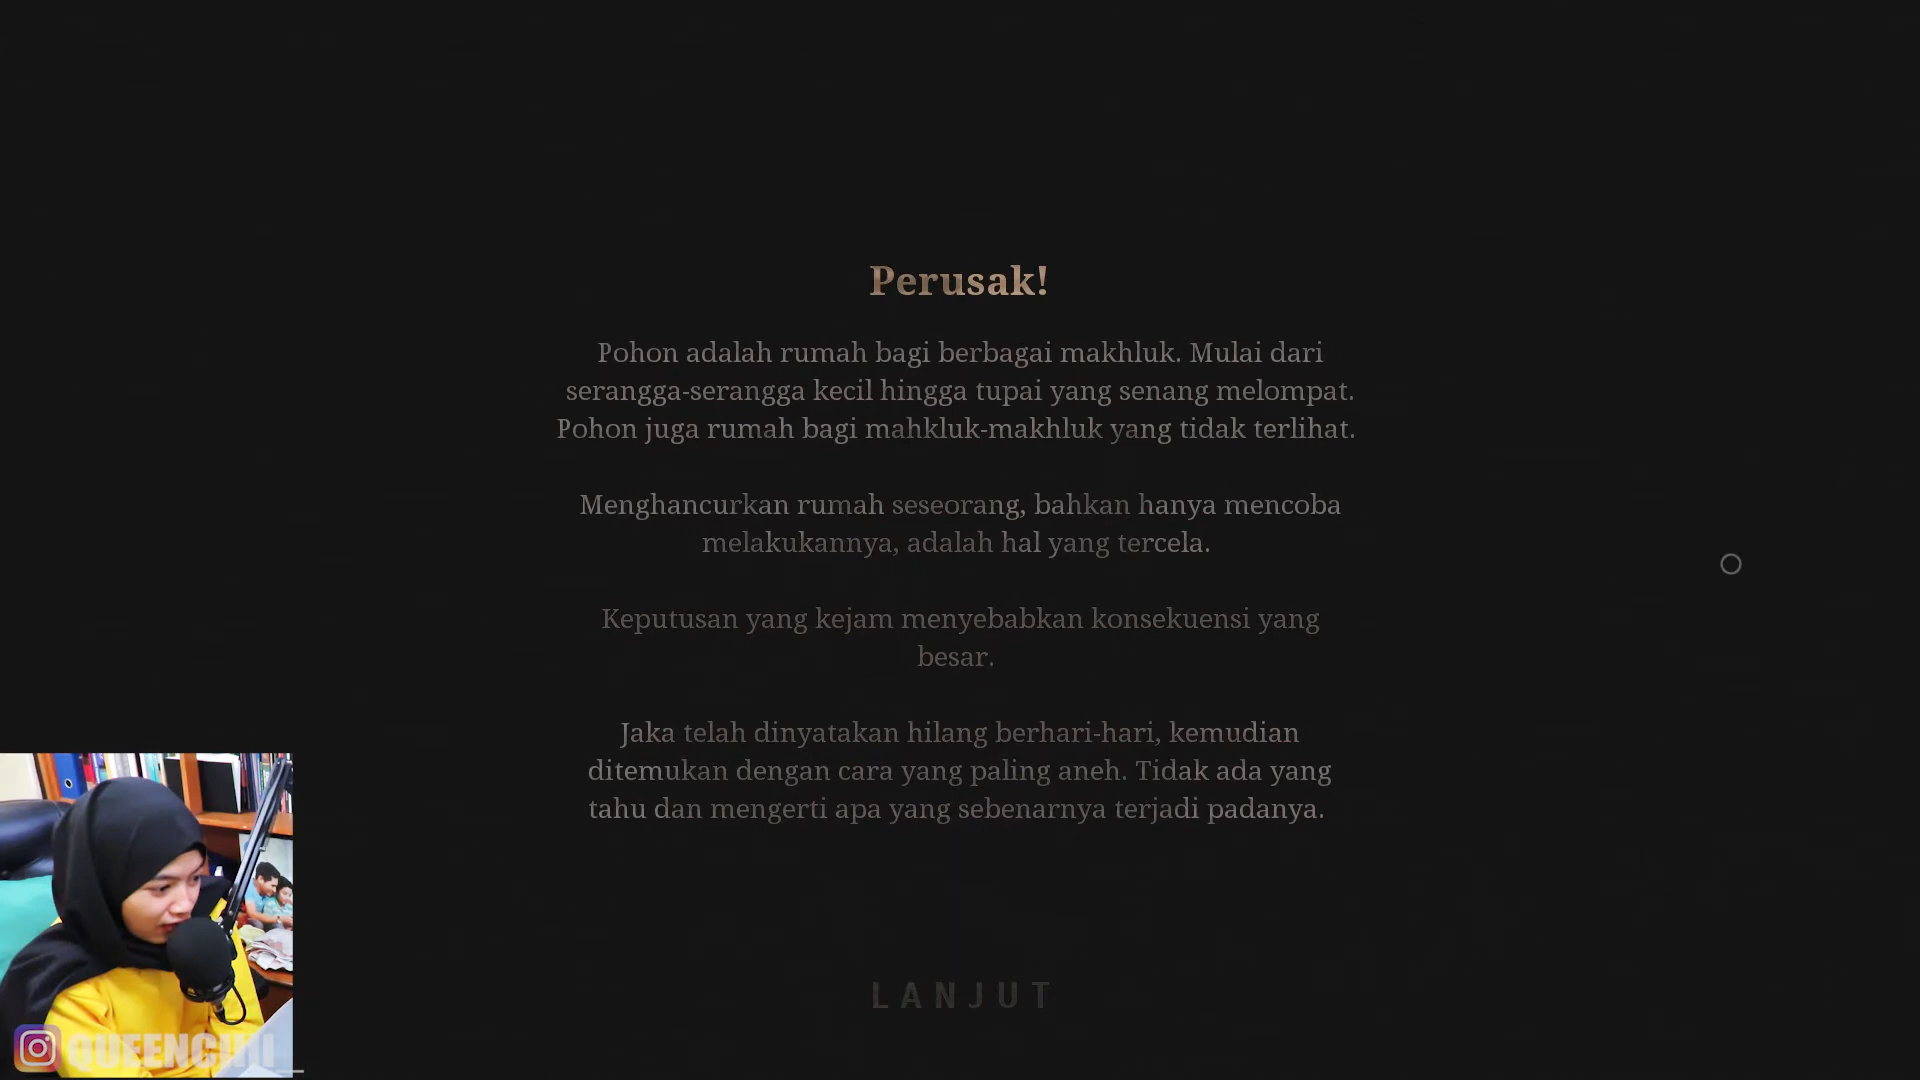 Perusak!
Pohon adalah rumah bagi berbagai makhluk. Mulai dari
serangga-serangga kecil hingga tupai yang senang melompat.
Pohon juga rumah bagi mahkluk-makhluk yang tidak terlihat.
Menghancurkan rumah seseorang, bahkan hanya mencoba
melakukannya, adalah hal yang tercela.
Keputusan yang kejam menyebabkan konsekuensi yang
besar.
Jaka telah dinyatakan hilang berhari-hari, kemudian
ditemukan dengan cara yang paling aneh. Tidak ada yang
tahu dan mengerti apa yang sebenarnya terjadi padanya.
LANJUT